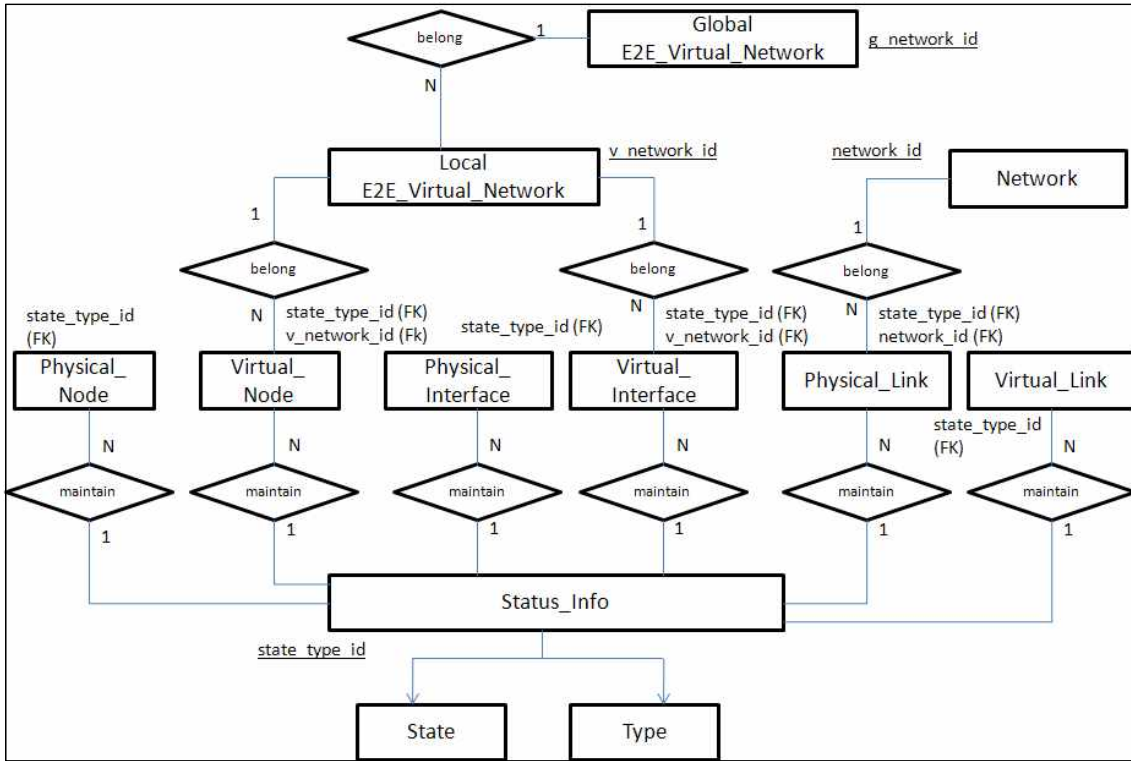 belong
1
Global
E2E_Virtual_Network
g_network_id
N
Local
E2E_Virtual_Network
v_network_id
network_id
Network
1
1
1
belong
belong
belong
state_type_id
(FK)
N
state_type_id (FK)
v_network_id (FK)
state_type_id (FK)
N
state_type_id (FK)
v_network_id (FK)
N
state_type_id (FK)
network_id (FK)
Physical_
Node
Virtual_
Node
Physical_
Interface
Virtual_
Interface
Physical_Link
Virtual_Link
state_type_id
(FK)
N
N
N
N
N
N
maintain
maintain
maintain
maintain
maintain
maintain
1
1
1
1
1
1
Status_Info
state_type_id
State
Type